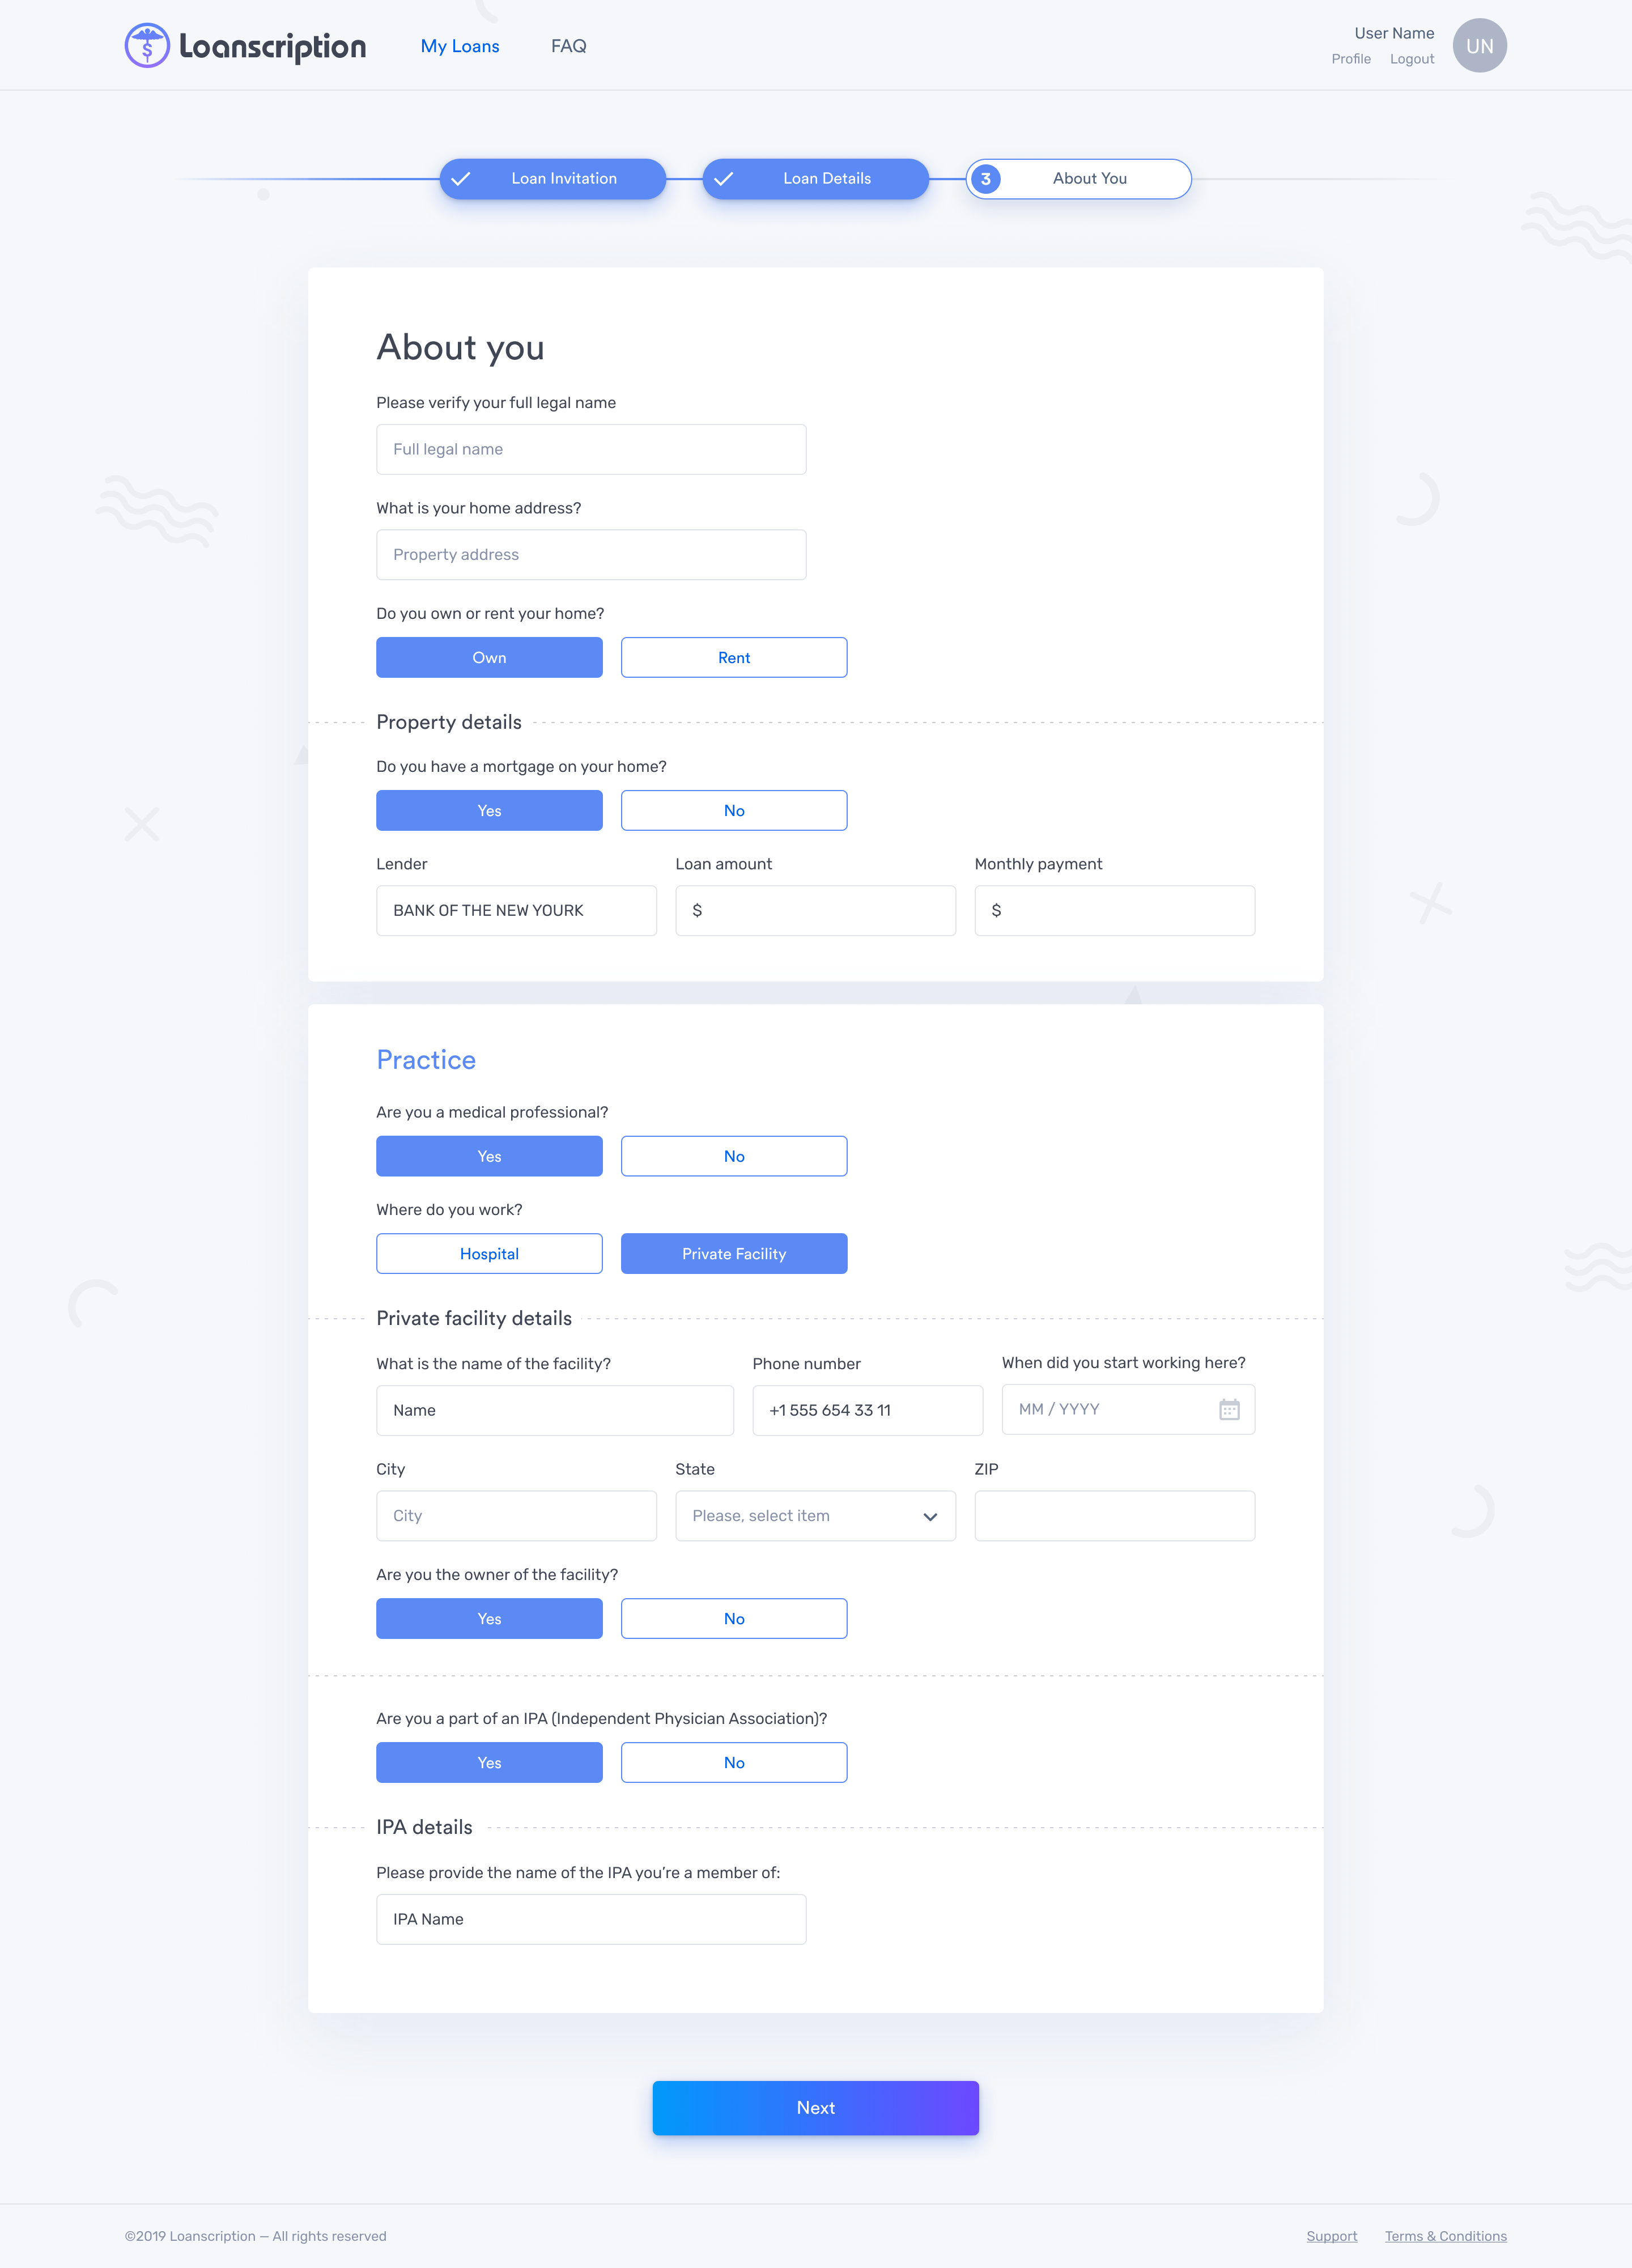 Loanscription
My Loans
FAQ
User Name
Profile Logout
UN
Loan Invitation
Loan Details
3 About You
About you
Please verify your full legal name
Full legal name
What is your home address?
Property address
Do you own or rent your home?
Own Rent
Property details
Do you have a mortgage on your home?
Yes No
Lender Loan amount Monthly payment
BANK OF THE NEW YOURK $ $
Practice
Are you a medical professional?
Yes No
Where do you work?
Hospital Private Facility
Private facility details
What is the name of the facility? Phone number When did you start working here?
Name +1 555 654 33 11 MM / YYYY
City State ZIP
City Please, select item
Are you the owner of the facility?
Yes No
Are you a part of an IPA (Independent Physician Association)?
Yes No
IPA details
Please provide the name of the IPA you’re a member of:
IPA Name
Next
©2019 Loanscription — All rights reserved
Support Terms & Conditions